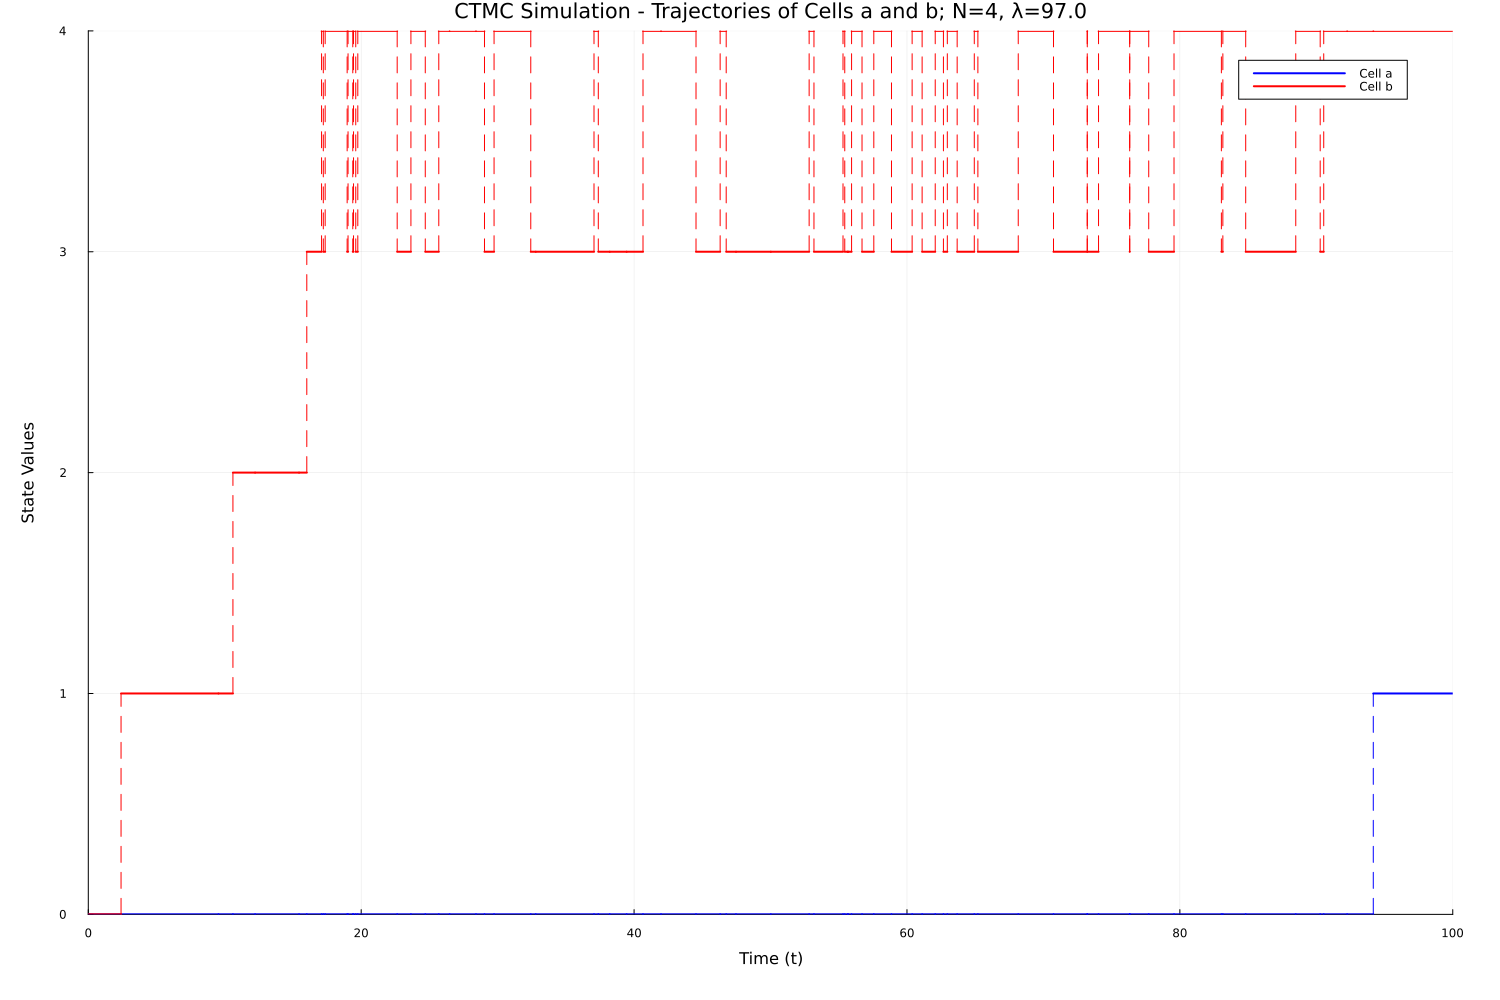 CTMC Simulation - Trajectories of Cells a and b; N=4, λ=97.0
4
Cell a
Cell b
3
State Values
2
1
0
0 20 40 60 80 100
Time (t)